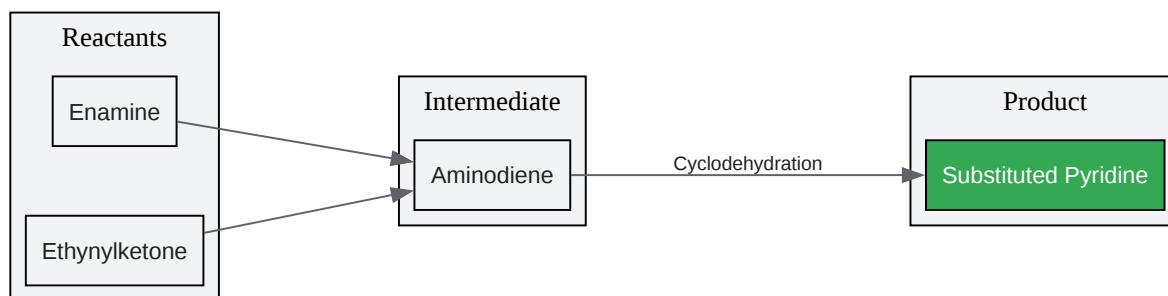 Reactants
Enamine
Ethynylketone
Intermediate
Aminodiene
Cyclodehydration
Product
Substituted Pyridine